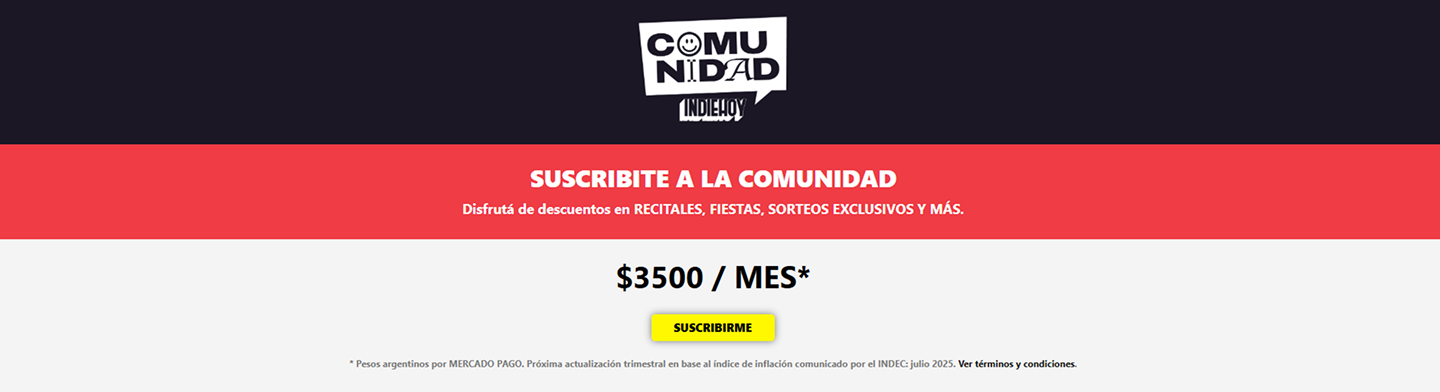 COMU
NIDAD
INDIEHOY
SUSCRIBITE A LA COMUNIDAD
Disfrutá de descuentos en RECITALES, FIESTAS, SORTEOS EXCLUSIVOS Y MÁS.
$3500 / MES*
SUSCRIBIRME
* Pesos argentinos por MERCADO PAGO. Próxima actualización trimestral en base al índice de inflación comunicado por el INDEC: julio 2025. Ver términos y condiciones.